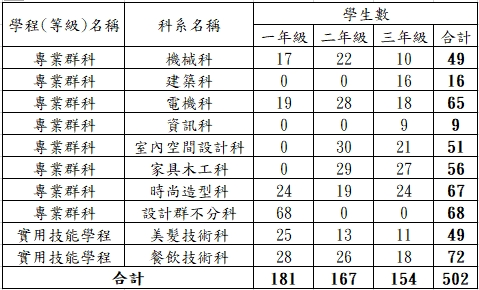 學程(等級)名稱 科系名稱 學生數
一年級 二年級 三年級 合計
專業群科 機械科 17 22 10 49
專業群科 建築科 0 0 16 16
專業群科 電機科 19 28 18 65
專業群科 資訊科 0 0 9 9
專業群科 室內空間設計科 0 30 21 51
專業群科 家具木工科 0 29 27 56
專業群科 時尚造型科 24 19 24 67
專業群科 設計群不分科 68 0 0 68
實用技能學程 美髮技術科 25 13 11 49
實用技能學程 餐飲技術科 28 26 18 72
合計 181 167 154 502